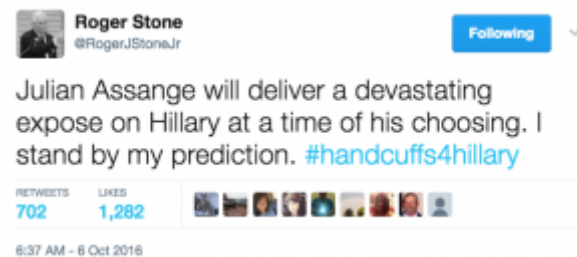 Roger Stone
@RogerJStoneJr
Following
Julian Assange will deliver a devastating
expose on Hillary at a time of his choosing. I
stand by my prediction. #handcuffs4hillary
RETWEETS LIKES
702 1,282
6:37 AM - 6 Oct 2016